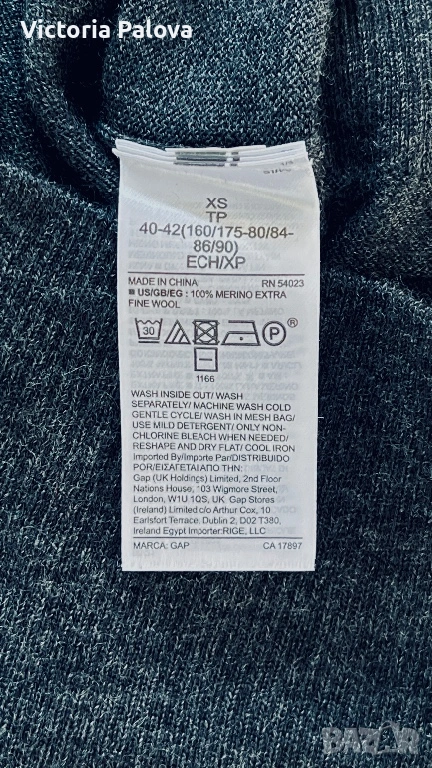 Victoria Palova
XS
TP
40-42(160/175-80/84-
86/90)
ECH/XP
MADE IN CHINA RN 54023
■ US/GB/EG : 100% MERINO EXTRA
FINE WOOL
30 P ®
1166
WASH INSIDE OUT/ WASH
SEPARATELY/ MACHINE WASH COLD
GENTLE CYCLE/ WASH IN MESH BAG/
USE MILD DETERGENT/ ONLY NON-
CHLORINE BLEACH WHEN NEEDED/
RESHAPE AND DRY FLAT/ COOL IRON
Imported By/Importe Par/DISTRIBUIDO
POR/ΕΙΣΑΓΕΤΑΙ ΑΠΟ ΤΗΝ:
Gap (UK Holdings) Limited, 2nd Floor
Nations House, 103 Wigmore Street,
London, W1U 1QS, UK Gap Stores
(Ireland) Limited c/o Arthur Cox, 10
Earlsfort Terrace, Dublin 2, D02 T380,
Ireland Egypt Importer:RIGE, LLC
MARCA: GAP CA 17897
BAZAR